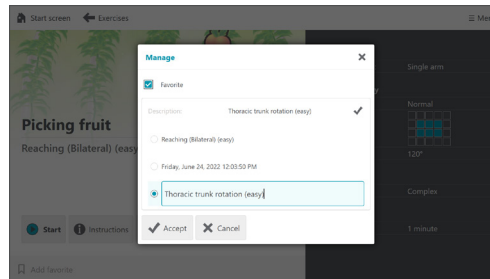 Start screen
Exercises
Manage
Favorite
Single arm
Description:
Thoracic trunk rotation (easy)
Normal
Picking fruit
Reaching (Bilateral) (easy
Reaching (Bilateral) (easy)
120°
Friday, June 24, 2022 12:03:50 PM
Thoracic trunk rotation (easy)
Complex
Start
Instructions
Accept
Cancel
1 minute
Add favorite